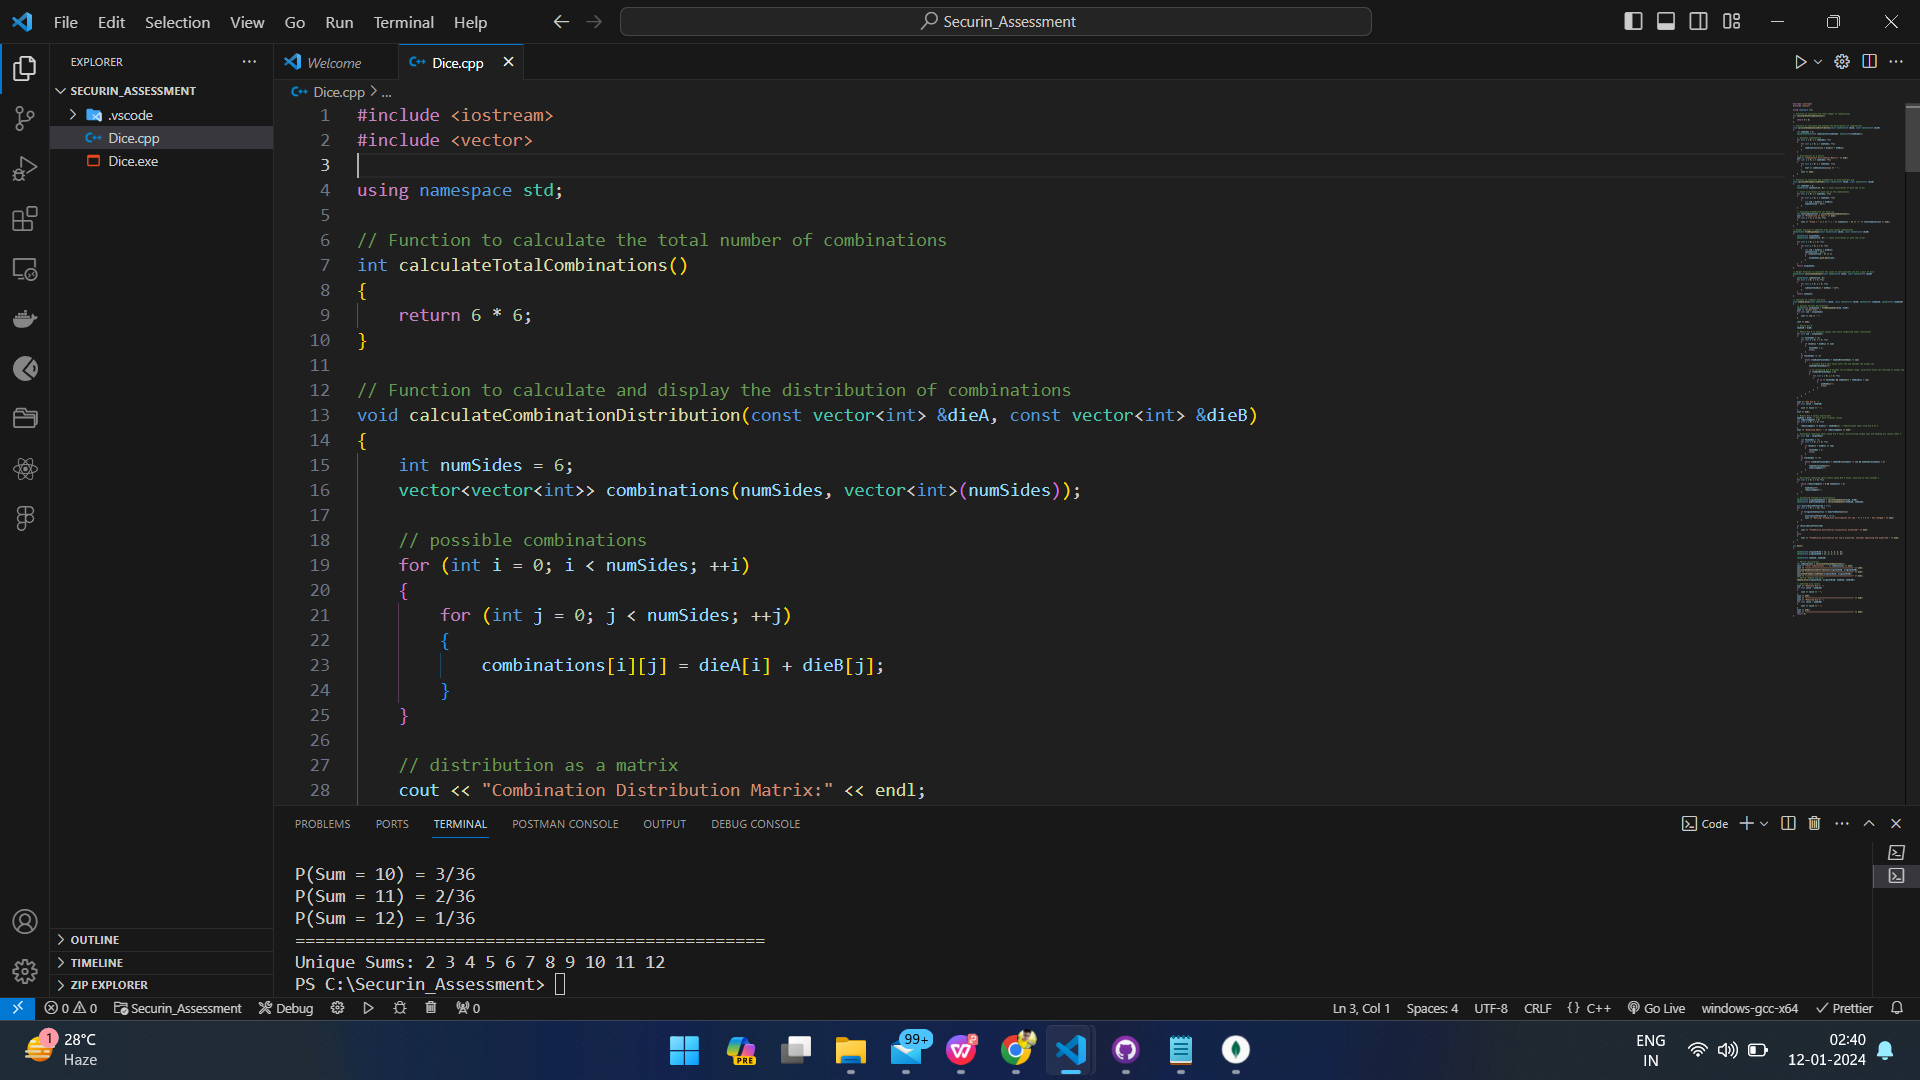 File Edit Selection View Go Run Terminal Help
Securin_Assessment
EXPLORER
SECURIN_ASSESSMENT
.vscode
Dice.cpp
Dice.exe
OUTLINE
TIMELINE
ZIP EXPLORER
Welcome
Dice.cpp
Dice.cpp > ...
1 #include <iostream>
2 #include <vector>
3
4 using namespace std;
5
6 // Function to calculate the total number of combinations
7 int calculateTotalCombinations()
8 {
9 return 6 * 6;
10 }
11
12 // Function to calculate and display the distribution of combinations
13 void calculateCombinationDistribution(const vector<int> &dieA, const vector<int> &dieB)
14 {
15 int numSides = 6;
16 vector<vector<int>> combinations(numSides, vector<int>(numSides));
17
18 // possible combinations
19 for (int i = 0; i < numSides; ++i)
20 {
21 for (int j = 0; j < numSides; ++j)
22 {
23 combinations[i][j] = dieA[i] + dieB[j];
24 }
25 }
26
27 // distribution as a matrix
28 cout << "Combination Distribution Matrix:" << endl;
PROBLEMS PORTS TERMINAL POSTMAN CONSOLE OUTPUT DEBUG CONSOLE
Code
P(Sum = 10) = 3/36
P(Sum = 11) = 2/36
P(Sum = 12) = 1/36
===============================================
Unique Sums: 2 3 4 5 6 7 8 9 10 11 12
PS C:\Securin_Assessment>
0 0 Securin_Assessment Debug 0
Ln 3, Col 1 Spaces: 4 UTF-8 CRLF {} C++ Go Live windows-gcc-x64 Prettier
1
28°C
Haze
PRE
99+
ENG
IN
02:40
12-01-2024